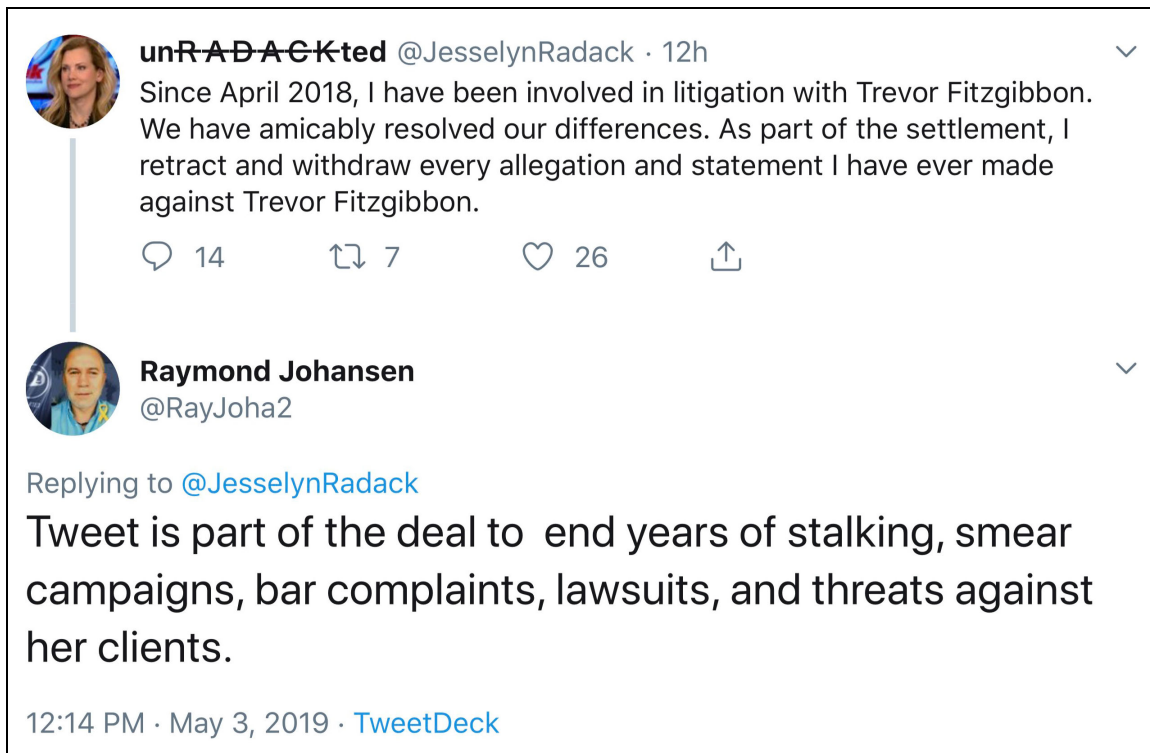 unRADACKted @JesselynRadack · 12h
Since April 2018, I have been involved in litigation with Trevor Fitzgibbon.
We have amicably resolved our differences. As part of the settlement, I
retract and withdraw every allegation and statement I have ever made
against Trevor Fitzgibbon.
14 7 26
Raymond Johansen
@RayJoha2
Replying to @JesselynRadack
Tweet is part of the deal to  end years of stalking, smear
campaigns, bar complaints, lawsuits, and threats against
her clients.
12:14 PM · May 3, 2019 · TweetDeck